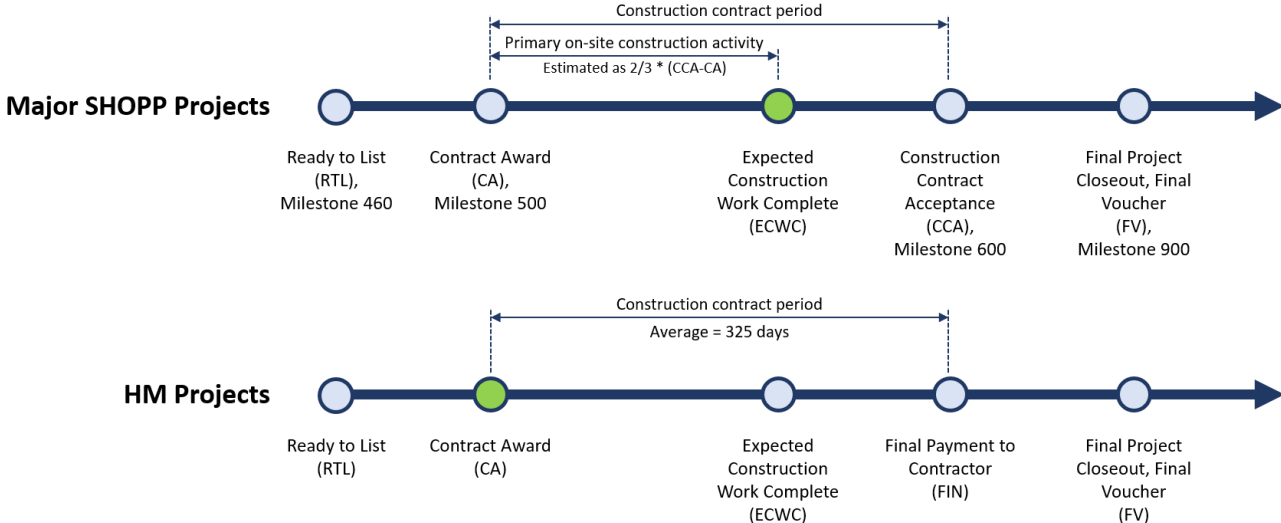 Construction contract period
Primary on-site construction activity
Estimated as 2/3 * (CCA-CA)
Major SHOPP Projects
Ready to List
(RTL),
Milestone 460
Contract Award
(CA),
Milestone 500
Expected
Construction
Work Complete
(ECWC)
Construction
Contract
Acceptance
(CCA),
Milestone 600
Final Project
Closeout, Final
Voucher
(FV),
Milestone 900
Construction contract period
Average = 325 days
HM Projects
Ready to List
(RTL)
Contract Award
(CA)
Expected
Construction
Work Complete
(ECWC)
Final Payment to
Contractor
(FIN)
Final Project
Closeout, Final
Voucher
(FV)